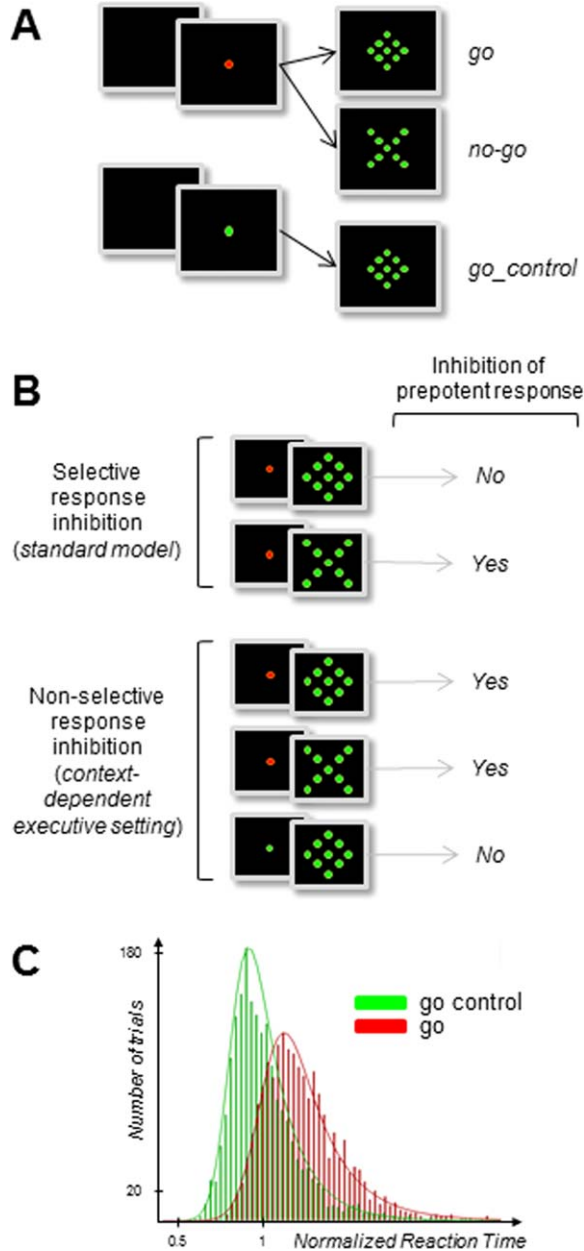 A
go
no-go
go_control
B
Inhibition of
prepotent response
Selective
response
inhibition
(standard model)
No
Yes
Non-selective
response
inhibition
(context-
dependent
executive setting)
Yes
Yes
No
C
180
Number of trials
20
go control
go
0.5
1
Normalized Reaction Time